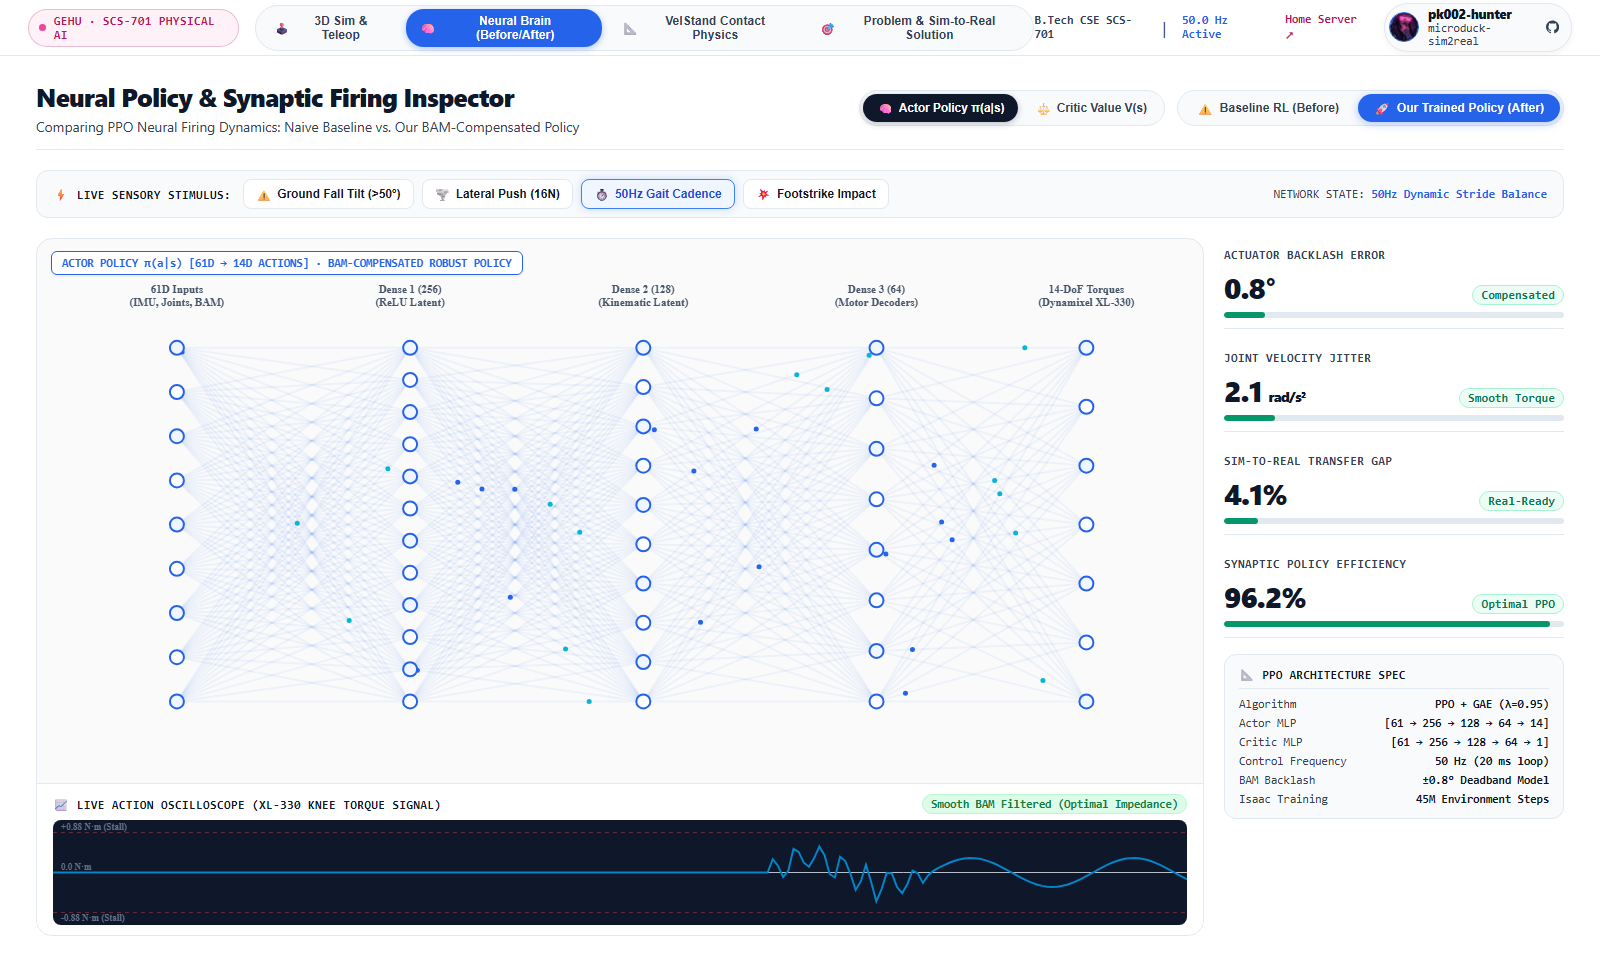 GEHU · SCS-701 PHYSICAL
AI
3D Sim &
Teleop
Neural Brain
(Before/After)
VelStand Contact
Physics
Problem & Sim-to-Real
Solution
B.Tech CSE SCS-
701
|
50.0 Hz
Active
Home Server
↗
pk002-hunter
microduck-
sim2real
Neural Policy & Synaptic Firing Inspector
Comparing PPO Neural Firing Dynamics: Naive Baseline vs. Our BAM-Compensated Policy
Actor Policy π(a|s)
Critic Value V(s)
Baseline RL (Before)
Our Trained Policy (After)
LIVE SENSORY STIMULUS:
Ground Fall Tilt (>50°)
Lateral Push (16N)
50Hz Gait Cadence
Footstrike Impact
NETWORK STATE: 50Hz Dynamic Stride Balance
ACTOR POLICY π(a|s) [61D → 14D ACTIONS] · BAM-COMPENSATED ROBUST POLICY
61D Inputs
(IMU, Joints, BAM)
Dense 1 (256)
(ReLU Latent)
Dense 2 (128)
(Kinematic Latent)
Dense 3 (64)
(Motor Decoders)
14-DoF Torques
(Dynamixel XL-330)
LIVE ACTION OSCILLOSCOPE (XL-330 KNEE TORQUE SIGNAL)
Smooth BAM Filtered (Optimal Impedance)
+0.88 N·m (Stall)
0.0 N·m
-0.88 N·m (Stall)
ACTUATOR BACKLASH ERROR
0.8°
Compensated
JOINT VELOCITY JITTER
2.1 rad/s²
Smooth Torque
SIM-TO-REAL TRANSFER GAP
4.1%
Real-Ready
SYNAPTIC POLICY EFFICIENCY
96.2%
Optimal PPO
PPO ARCHITECTURE SPEC
Algorithm PPO + GAE (λ=0.95)
Actor MLP [61 → 256 → 128 → 64 → 14]
Critic MLP [61 → 256 → 128 → 64 → 1]
Control Frequency 50 Hz (20 ms loop)
BAM Backlash ±0.8° Deadband Model
Isaac Training 45M Environment Steps